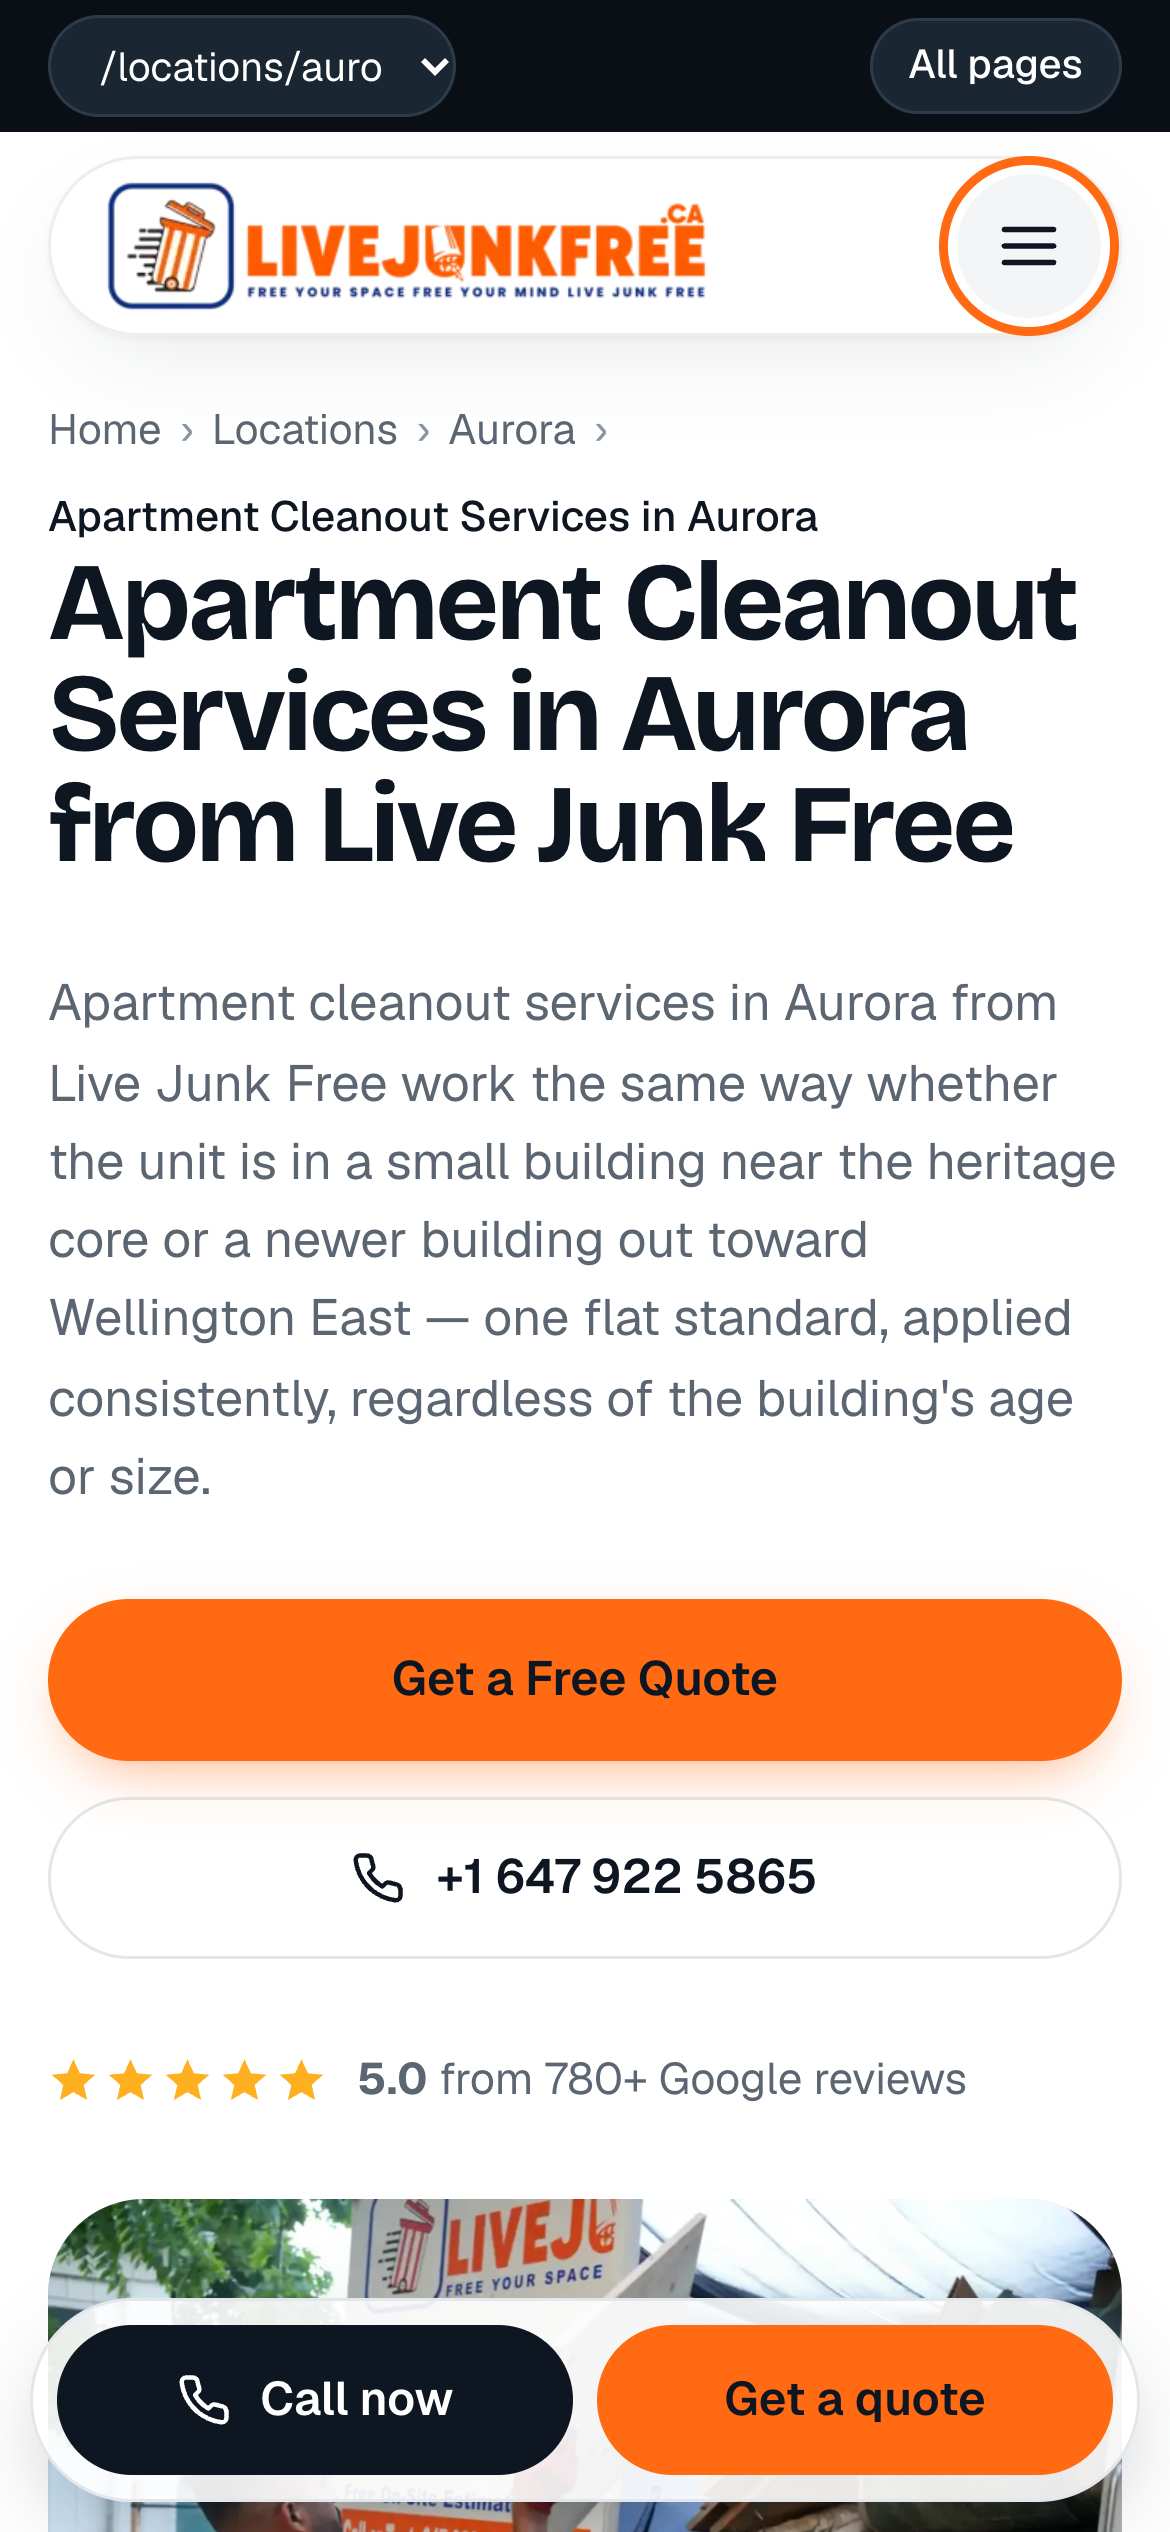 /locations/auro
All pages
LIVEJUNKFREE
.CA
FREE YOUR SPACE FREE YOUR MIND LIVE JUNK FREE
Home › Locations › Aurora ›
Apartment Cleanout Services in Aurora
Apartment Cleanout
Services in Aurora
from Live Junk Free
Apartment cleanout services in Aurora from
Live Junk Free work the same way whether
the unit is in a small building near the heritage
core or a newer building out toward
Wellington East — one flat standard, applied
consistently, regardless of the building's age
or size.
Get a Free Quote
+1 647 922 5865
5.0 from 780+ Google reviews
LIVEJU
FREE YOUR SPACE
Call now
Get a quote
Free On-Site Estimat